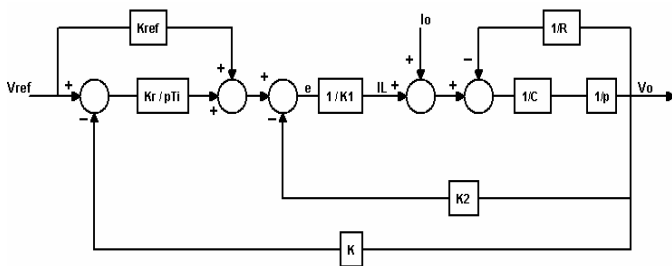 Kref
Io
1/R
Vref
+
+
+
+
+
+
−
Kr / pTi
+
−
e
1 / K1
IL
+
+
−
1/C
1/p
Vo
K2
K